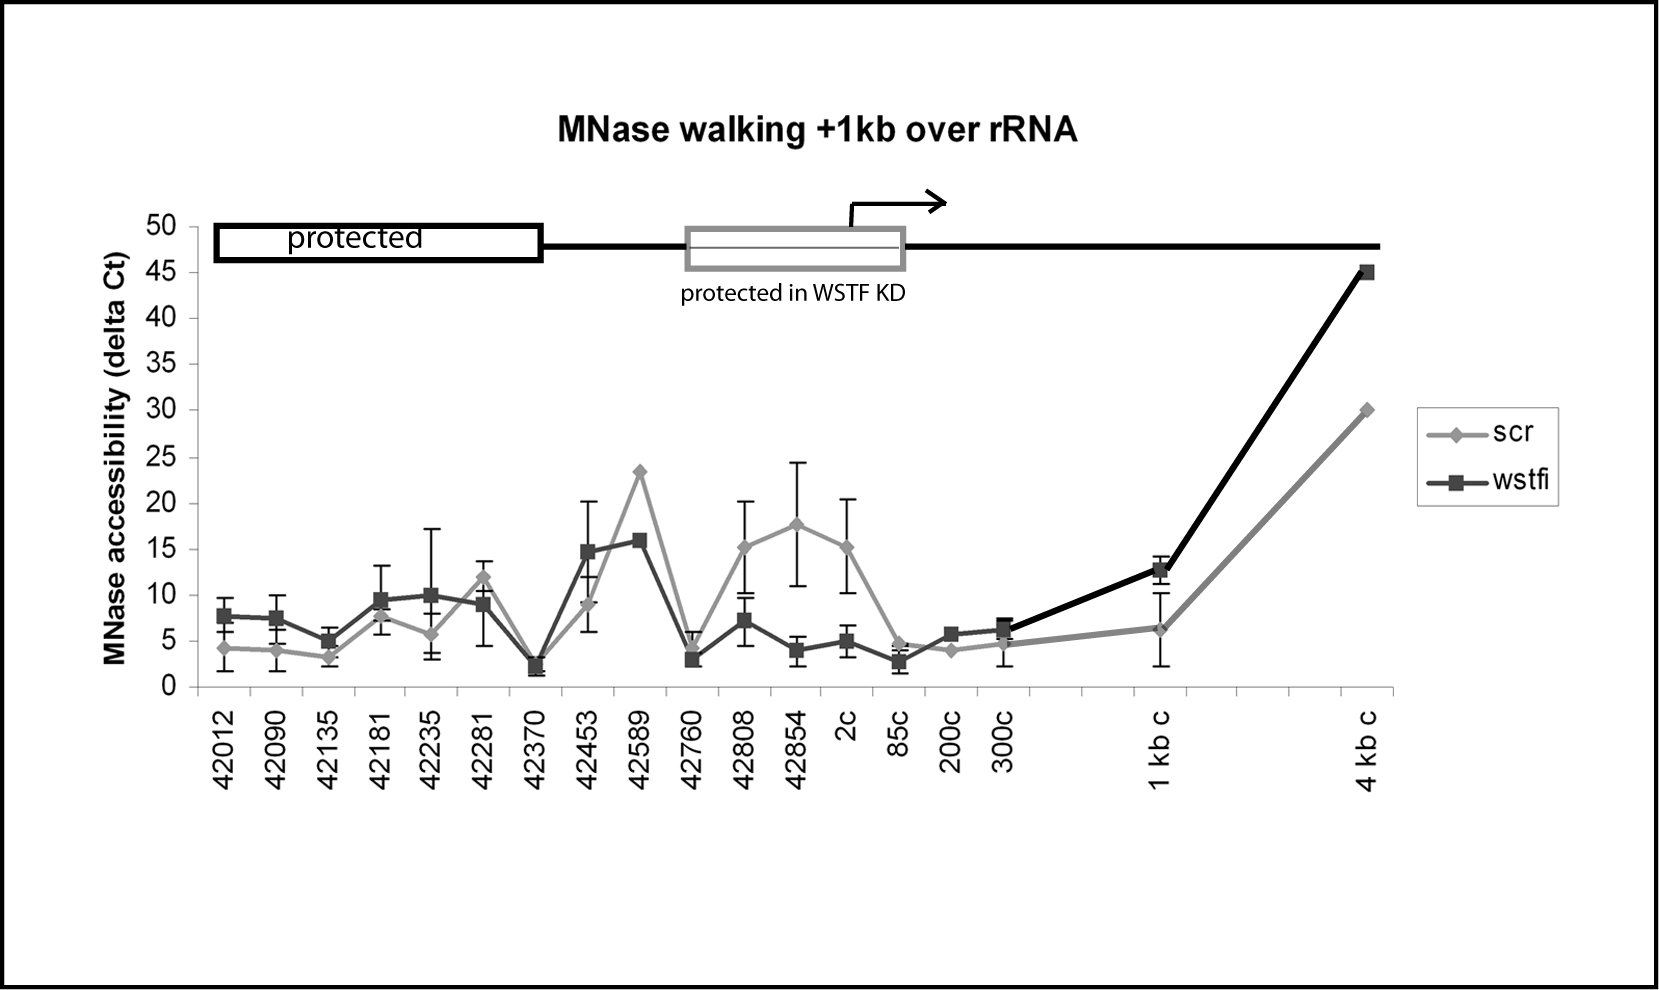 MNase walking +1kb over rRNA
protected
protected in WSTF KD
MNase accessibility (delta Ct)
50
45
40
35
30
25
20
15
10
5
0
42012
42090
42135
42181
42235
42281
42370
42453
42589
42760
42808
42854
2c
85c
200c
300c
1 kb c
4 kb c
scr
wstfi